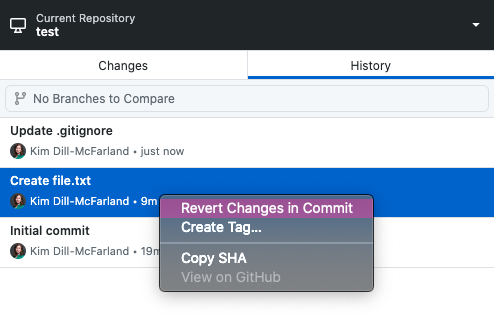 Current Repository
test
Changes
History
No Branches to Compare
Update .gitignore
Kim Dill-McFarland • just now
Create file.txt
Kim Dill-McFarland • 9m
Revert Changes in Commit
Create Tag...
Initial commit
Kim Dill-McFarland • 19m
Copy SHA
View on GitHub